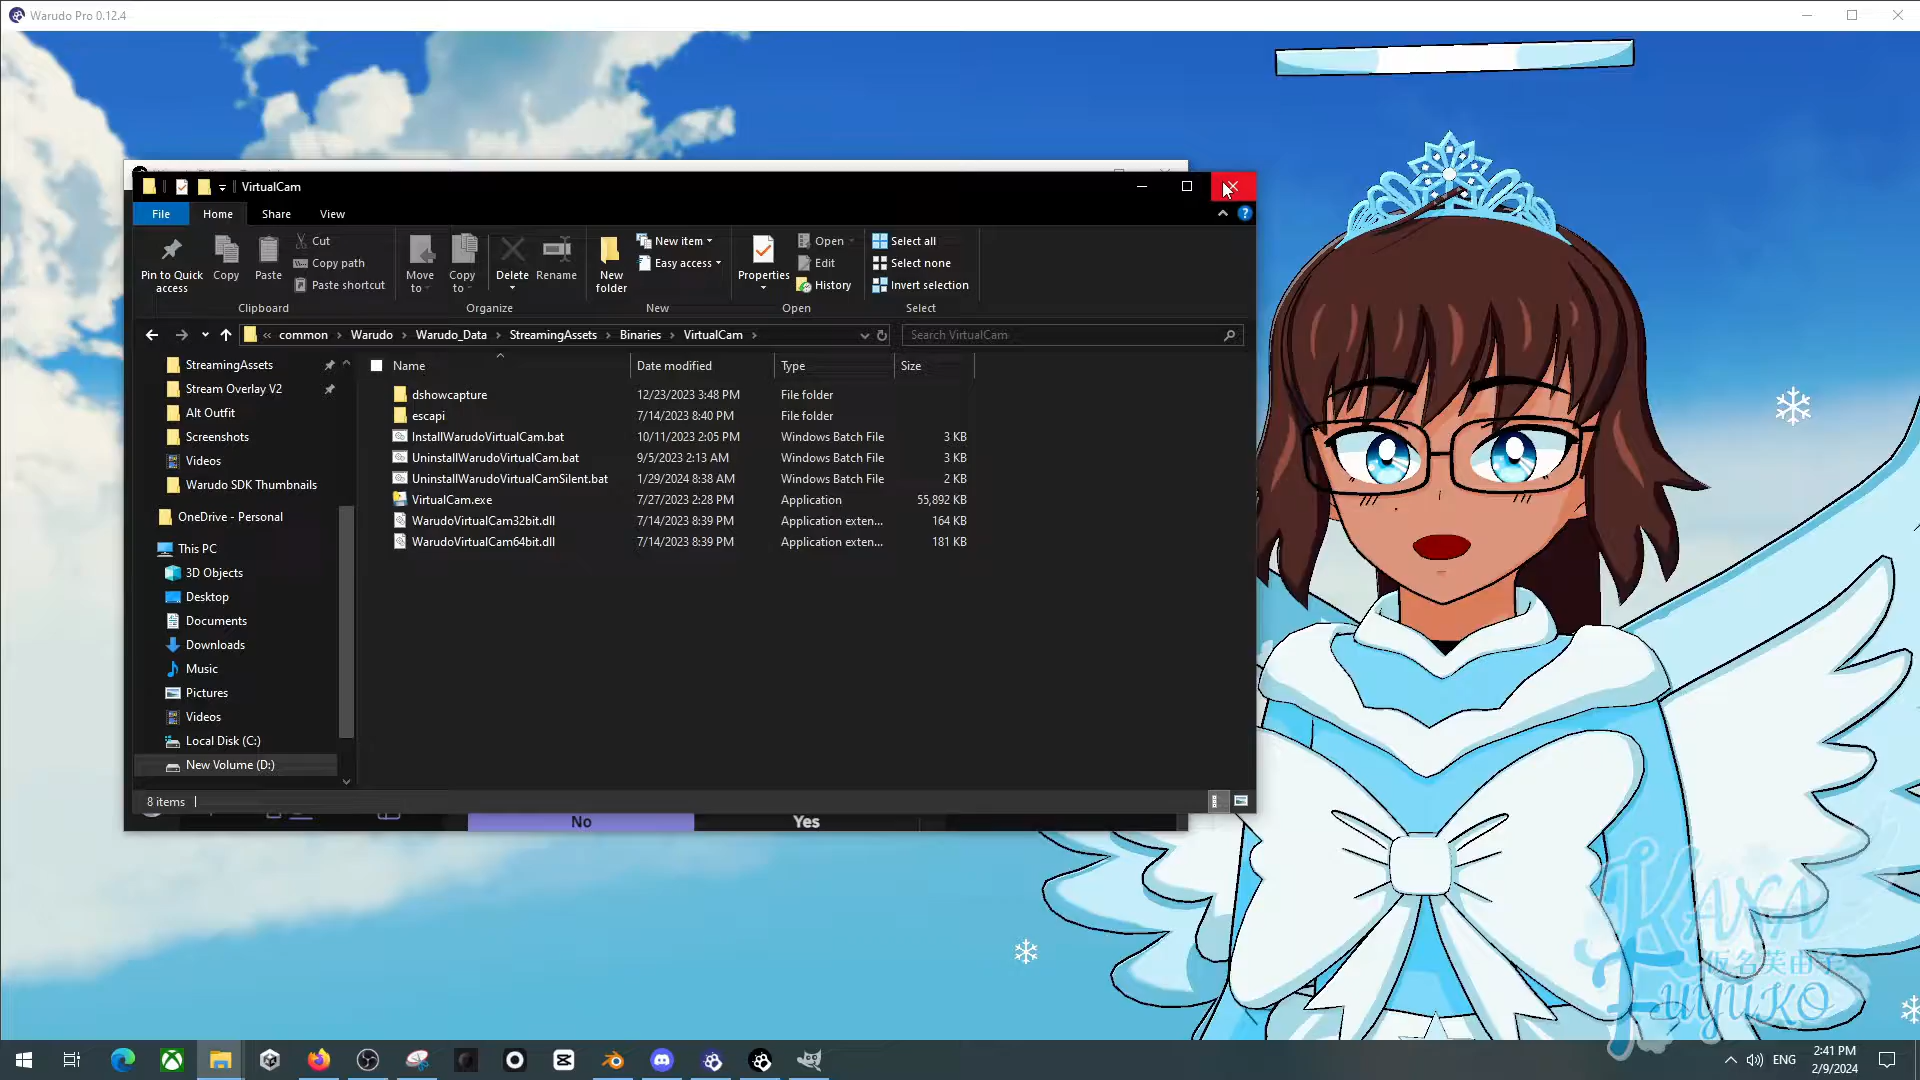 Warudo Pro 0.12.4
VirtualCam
File Home Share View
Pin to Quick access
Copy
Paste
Cut
Copy path
Paste shortcut
Move to
Copy to
Delete
Rename
New folder
New item
Easy access
Properties
Open
Edit
History
Select all
Select none
Invert selection
Clipboard Organize New Open Select
« common › Warudo › Warudo_Data › StreamingAssets › Binaries › VirtualCam ›
Search VirtualCam
StreamingAssets
Stream Overlay V2
Alt Outfit
Screenshots
Videos
Warudo SDK Thumbnails
OneDrive - Personal
This PC
3D Objects
Desktop
Documents
Downloads
Music
Pictures
Videos
Local Disk (C:)
New Volume (D:)
Name Date modified Type Size
dshowcapture 12/23/2023 3:48 PM File folder
escapi 7/14/2023 8:40 PM File folder
InstallWarudoVirtualCam.bat 10/11/2023 2:05 PM Windows Batch File 3 KB
UninstallWarudoVirtualCam.bat 9/5/2023 2:13 AM Windows Batch File 3 KB
UninstallWarudoVirtualCamSilent.bat 1/29/2024 8:38 AM Windows Batch File 2 KB
VirtualCam.exe 7/27/2023 2:28 PM Application 55,892 KB
WarudoVirtualCam32bit.dll 7/14/2023 8:39 PM Application exten... 164 KB
WarudoVirtualCam64bit.dll 7/14/2023 8:39 PM Application exten... 181 KB
8 items
No Yes
KANA
仮名芙由子
FUYUKO
ENG
2:41 PM
2/9/2024